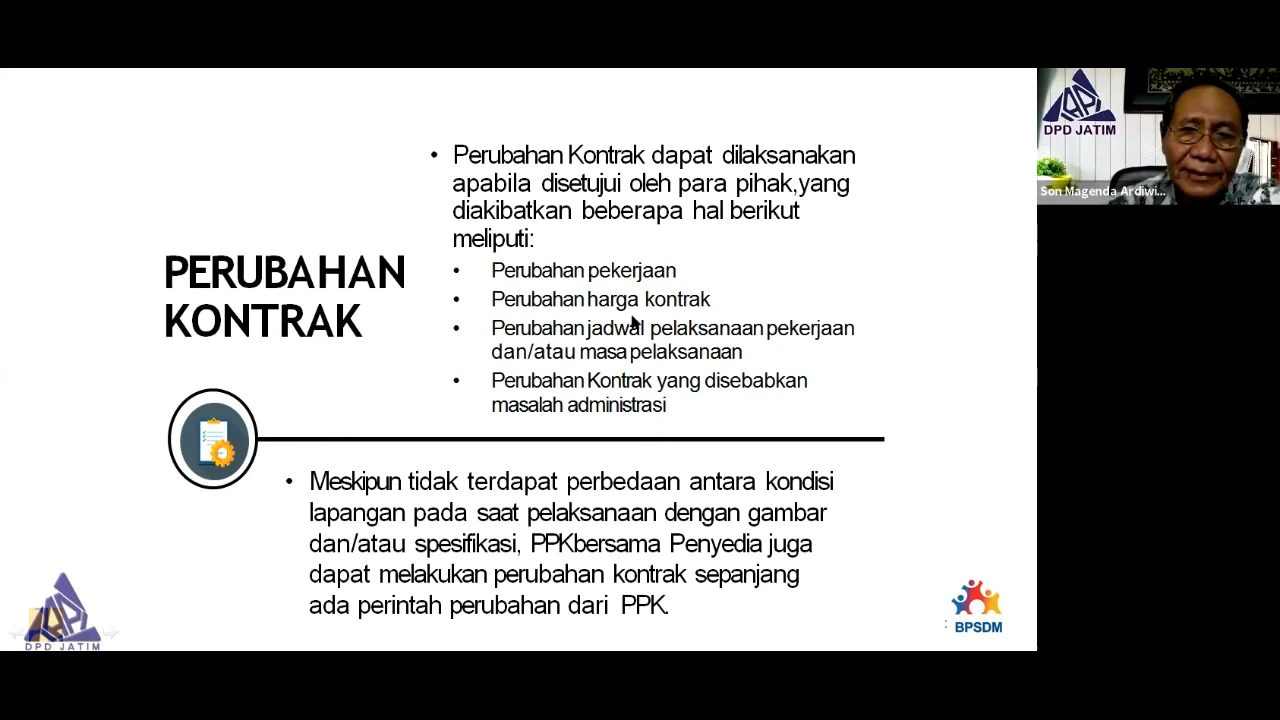 PERUBAHAN
KONTRAK
• Perubahan Kontrak dapat dilaksanakan
apabila disetujui oleh para pihak,yang
diakibatkan beberapa hal berikut
meliputi:
• Perubahan pekerjaan
• Perubahan harga kontrak
• Perubahan jadwal pelaksanaan pekerjaan
dan/atau masa pelaksanaan
• Perubahan Kontrak yang disebabkan
masalah administrasi
• Meskipun tidak terdapat perbedaan antara kondisi
lapangan pada saat pelaksanaan dengan gambar
dan/atau spesifikasi, PPKbersama Penyedia juga
dapat melakukan perubahan kontrak sepanjang
ada perintah perubahan dari PPK.
DPD JATIM
BPSDM
DPD JATIM
Son Magenda Ardiwi...